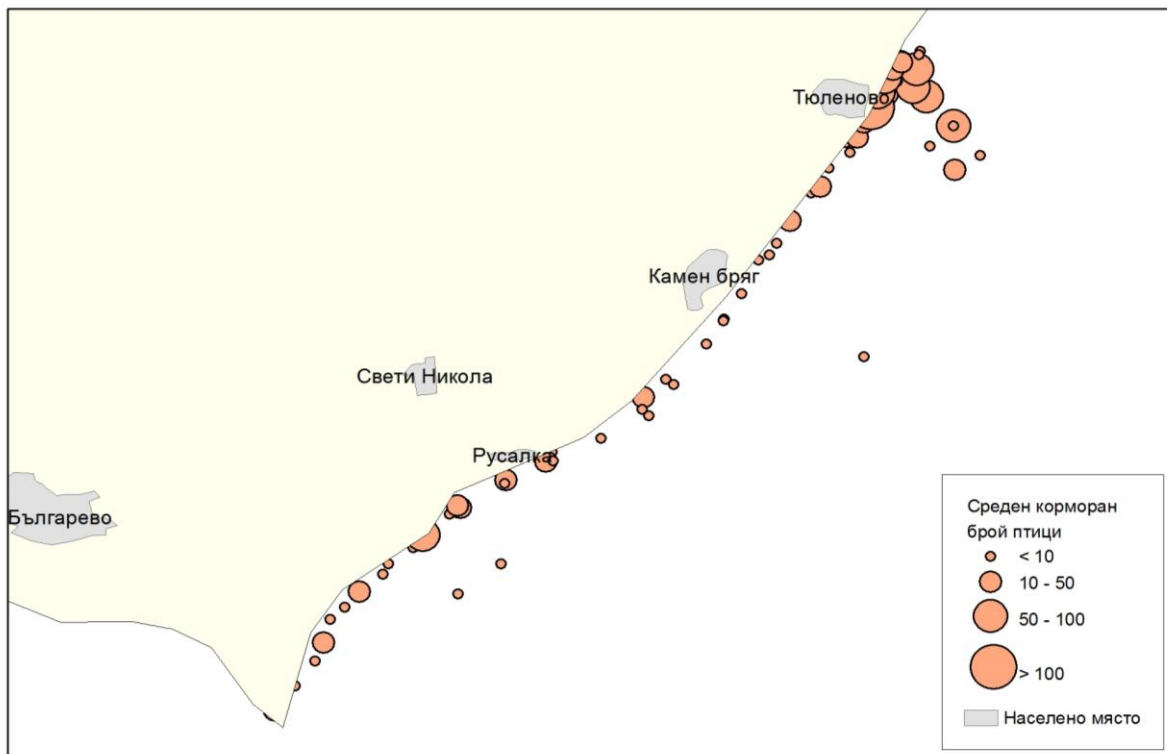 Тюленово
Камен бряг
Свети Никола
Русалка
Българево
Среден корморан
брой птици
< 10
10 - 50
50 - 100
> 100
Населено място